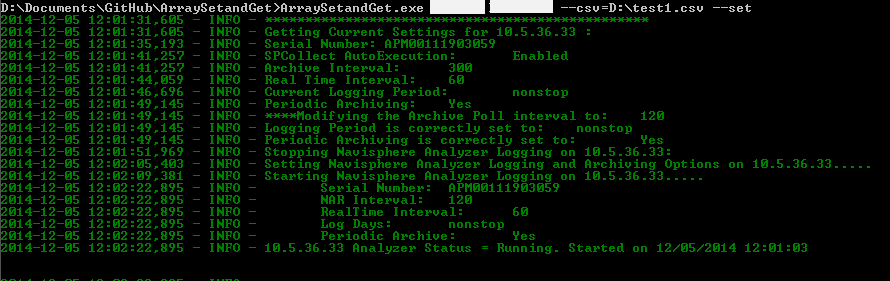 D:\Documents\GitHub\ArraySetandGet>ArraySetandGet.exe --csv=D:\test1.csv --set
2014-12-05 12:01:31,605 - INFO - ************************************************
2014-12-05 12:01:31,605 - INFO - Getting Current Settings for 10.5.36.33 :
2014-12-05 12:01:35,193 - INFO - Serial Number: APM00111903059
2014-12-05 12:01:41,257 - INFO - SPCollect AutoExecution: Enabled
2014-12-05 12:01:41,257 - INFO - Archive Interval: 300
2014-12-05 12:01:44,059 - INFO - Real Time Interval: 60
2014-12-05 12:01:46,696 - INFO - Current Logging Period: nonstop
2014-12-05 12:01:49,145 - INFO - Periodic Archiving: Yes
2014-12-05 12:01:49,145 - INFO - ****Modifying the Archive Poll interval to: 120
2014-12-05 12:01:49,145 - INFO - Logging Period is correctly set to: nonstop
2014-12-05 12:01:49,145 - INFO - Periodic Archiving is correctly set to: Yes
2014-12-05 12:01:51,969 - INFO - Stopping Navisphere Analyzer Logging on 10.5.36.33:
2014-12-05 12:02:05,403 - INFO - Setting Navisphere Analyzer Logging and Archiving Options on 10.5.36.33.....
2014-12-05 12:02:09,381 - INFO - Starting Navisphere Analyzer Logging on 10.5.36.33.....
2014-12-05 12:02:22,895 - INFO - Serial Number: APM00111903059
2014-12-05 12:02:22,895 - INFO - NAR Interval: 120
2014-12-05 12:02:22,895 - INFO - RealTime Interval: 60
2014-12-05 12:02:22,895 - INFO - Log Days: nonstop
2014-12-05 12:02:22,895 - INFO - Periodic Archive: Yes
2014-12-05 12:02:22,895 - INFO - 10.5.36.33 Analyzer Status = Running. Started on 12/05/2014 12:01:03